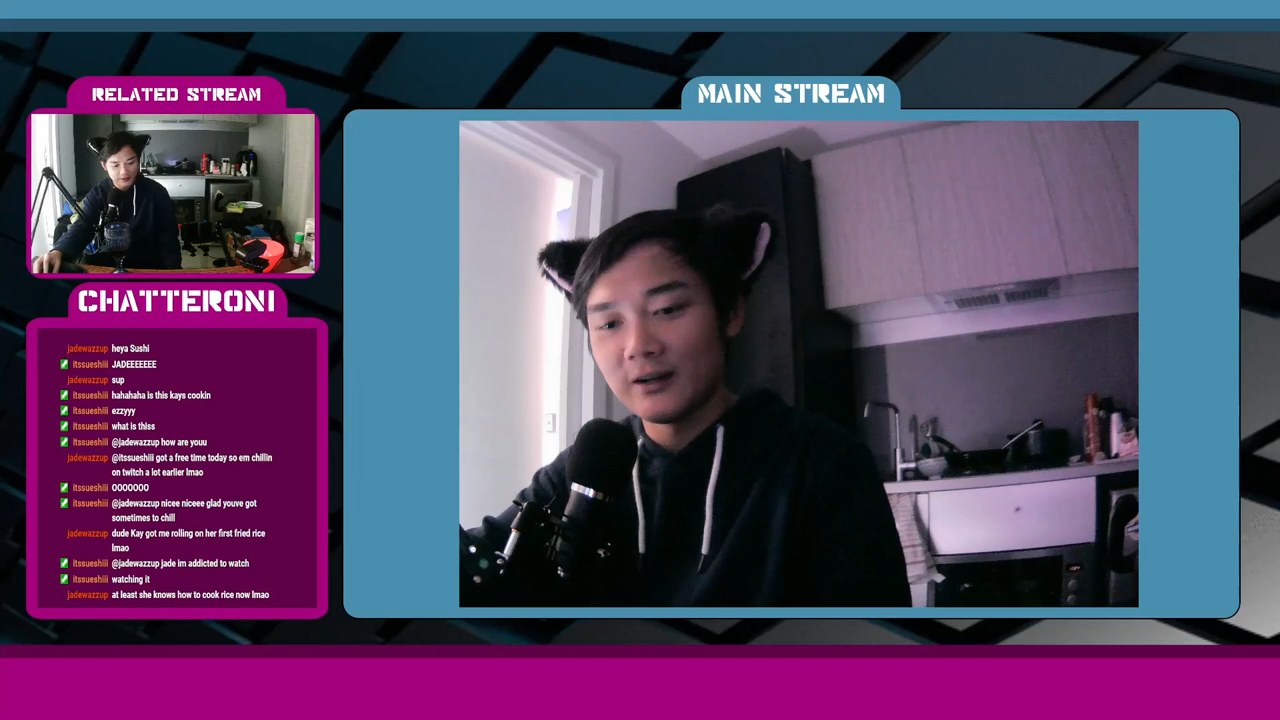 RELATED STREAM
MAIN STREAM
CHATTERONI
jadewazzup heya Sushi
itssueshiii JADEEEEEEE
jadewazzup sup
itssueshiii hahahaha is this kays cookin
itssueshiii ezzyyy
itssueshiii what is thiss
itssueshiii @jadewazzup how are youu
jadewazzup @itssueshiii got a free time today so em chillin
on twitch a lot earlier lmao
itssueshiii OOOOOOO
itssueshiii @jadewazzup nicee niceee glad youve got
sometimes to chill
jadewazzup dude Kay got me rolling on her first fried rice
lmao
itssueshiii @jadewazzup jade im addicted to watch
itssueshiii watching it
jadewazzup at least she knows how to cook rice now lmao